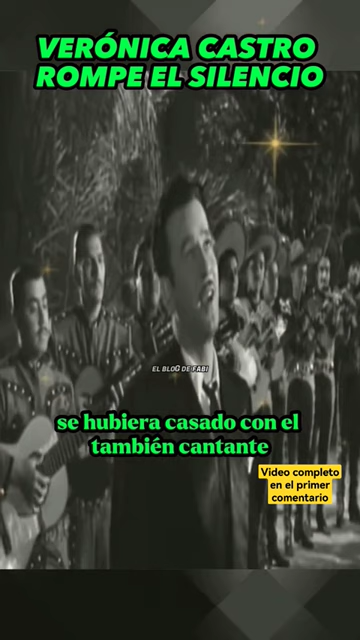 VERÓNICA CASTRO
ROMPE EL SILENCIO
EL BLOG DE FABI
se hubiera casado con el
también cantante
Video completo
en el primer
comentario